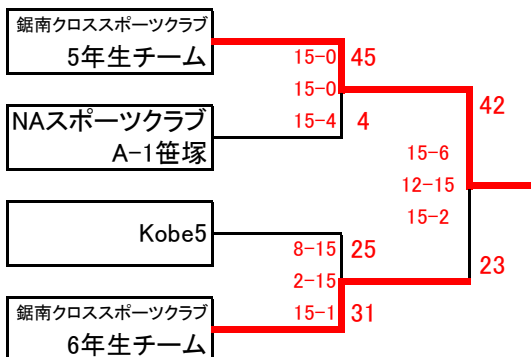 鋸南クロススポーツクラブ
5年生チーム
15-0 45
15-0
15-4 4
NAスポーツクラブ
A-1笹塚
42
15-6
12-15
15-2
23
Kobe5
8-15 25
2-15
15-1 31
鋸南クロススポーツクラブ
6年生チーム